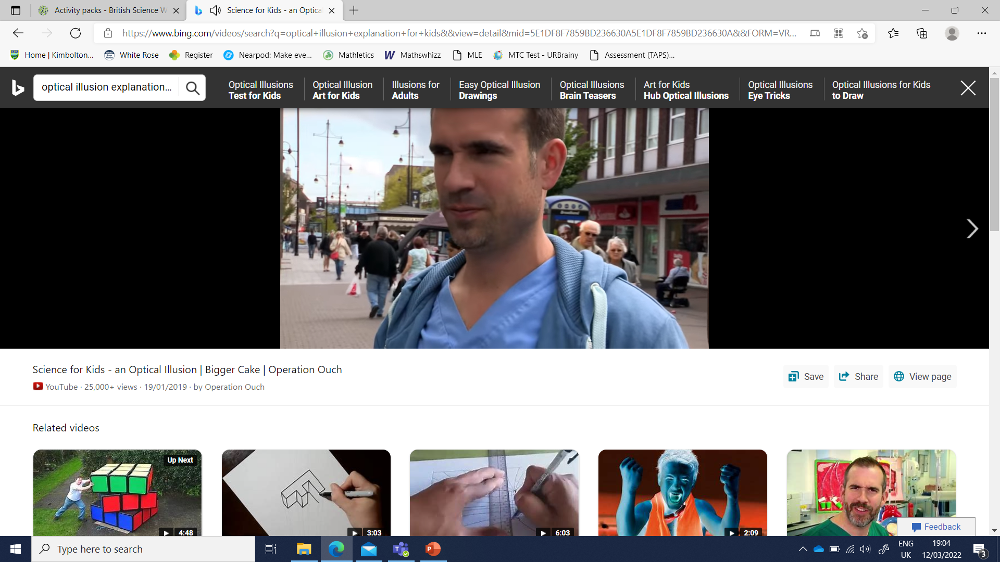 Activity packs - British Science W
Science for Kids - an Optical
https://www.bing.com/videos/search?q=optical+illusion+explanation+for+kids&&view=detail&mid=5E1DF8F7859BD236630A5E1DF8F7859BD236630A&&FORM=VR...
Home | Kimbolton... White Rose Register Nearpod: Make eve... Mathletics Mathswhizz MLE MTC Test - URBrainy Assessment (TAPS)...
optical illusion explanation...
Optical Illusions
Test for Kids
Optical Illusion
Art for Kids
Illusions for
Adults
Easy Optical Illusion
Drawings
Optical Illusions
Brain Teasers
Art for Kids
Hub Optical Illusions
Optical Illusions
Eye Tricks
Optical Illusions for Kids
to Draw
Science for Kids - an Optical Illusion | Bigger Cake | Operation Ouch
YouTube · 25,000+ views · 19/01/2019 · by Operation Ouch
Save Share View page
Related videos
Up Next
4:48
3:03
6:03
2:09
Feedback
Type here to search
ENG
UK
19:04
12/03/2022
3